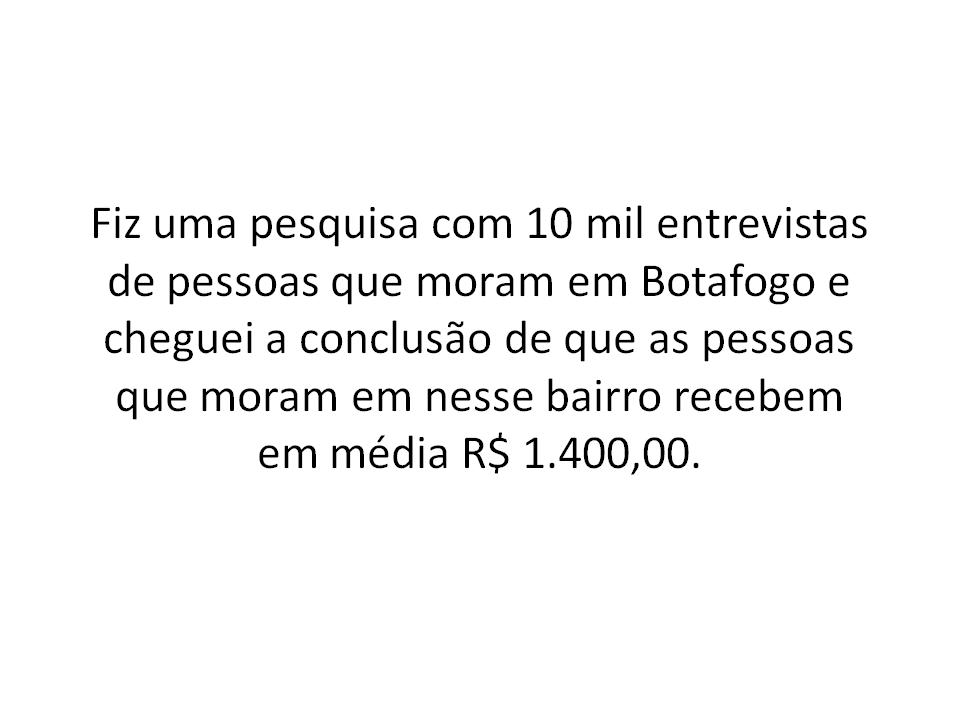 Fiz uma pesquisa com 10 mil entrevistas
de pessoas que moram em Botafogo e
cheguei a conclusão de que as pessoas
que moram em nesse bairro recebem
em média R$ 1.400,00.